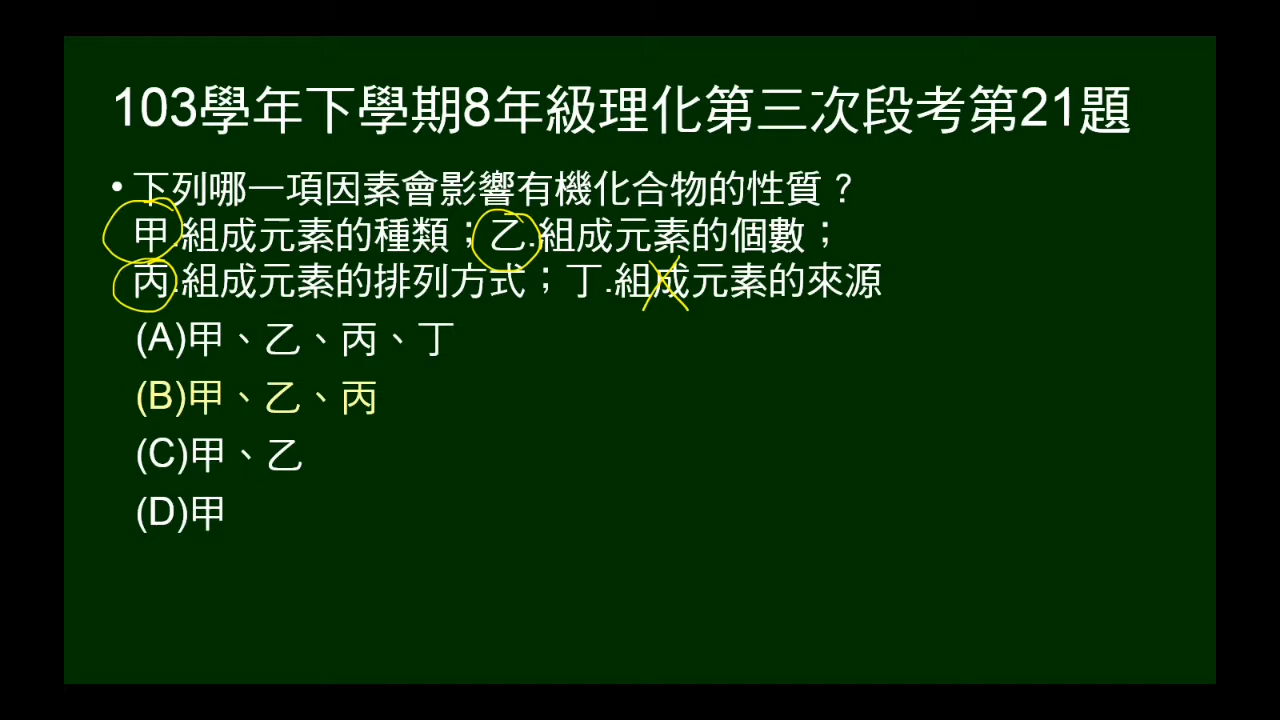 103學年下學期8年級理化第三次段考第21題
•下列哪一項因素會影響有機化合物的性質？
甲.組成元素的種類；乙.組成元素的個數；
丙.組成元素的排列方式；丁.組成元素的來源
(A)甲、乙、丙、丁
(B)甲、乙、丙
(C)甲、乙
(D)甲